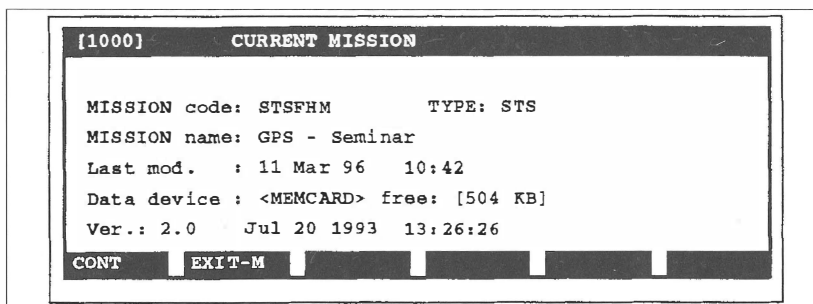 [1000] CURRENT MISSION
MISSION code: STSFHM TYPE: STS
MISSION name: GPS - Seminar
Last mod. : 11 Mar 96 10:42
Data device : <MEMCARD> free: [504 KB]
Ver.: 2.0 Jul 20 1993 13:26:26
CONT EXIT-M